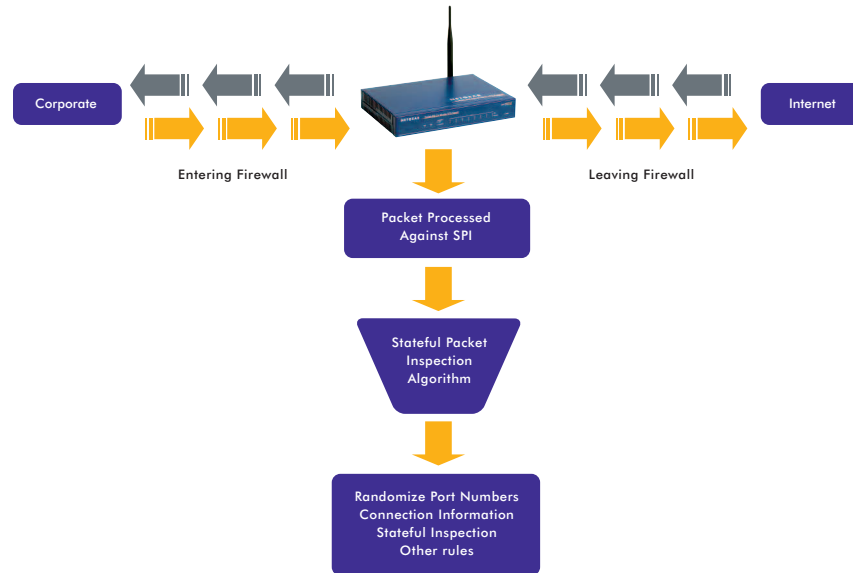 Corporate
Internet
NETGEAR
Entering Firewall
Leaving Firewall
Packet Processed
Against SPI
Stateful Packet
Inspection
Algorithm
Randomize Port Numbers
Connection Information
Stateful Inspection
Other rules